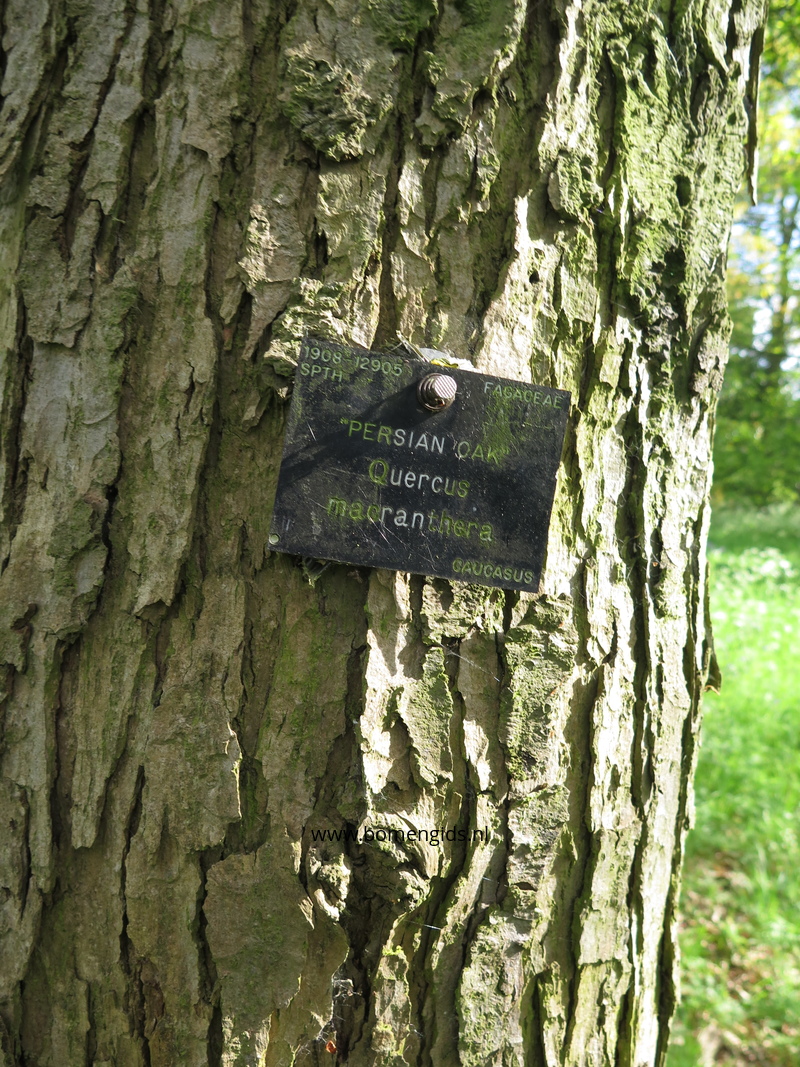 1908-12905
SPTH
FAGACEAE
"PERSIAN OAK"
Quercus
macranthera
CAUCASUS
www.bomengids.nl